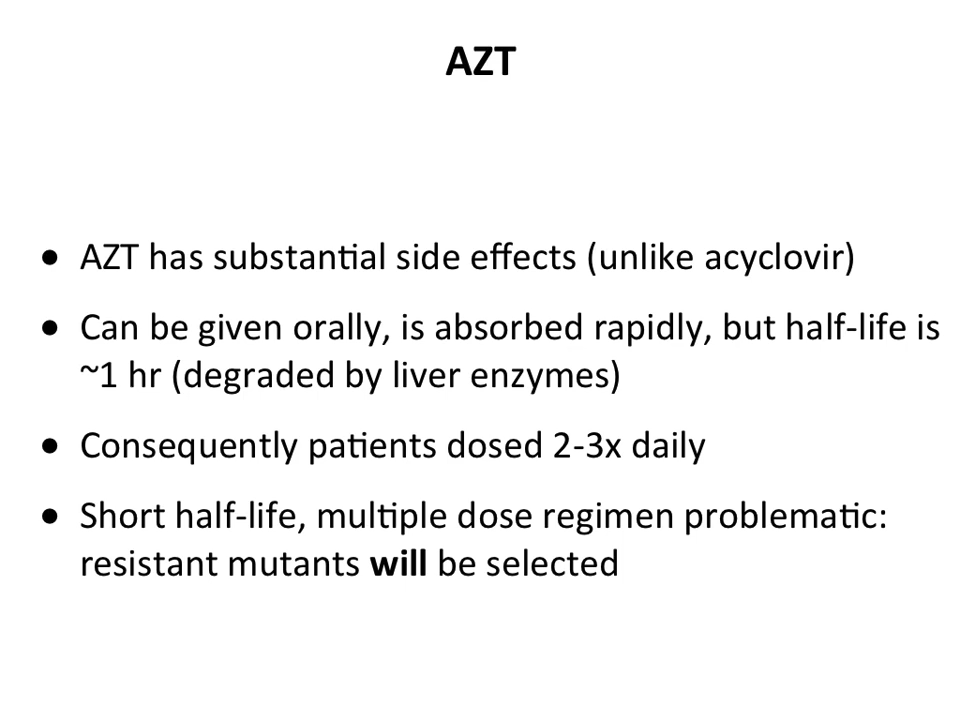 AZT
• AZT has substantial side effects (unlike acyclovir)
• Can be given orally, is absorbed rapidly, but half-life is
~1 hr (degraded by liver enzymes)
• Consequently patients dosed 2-3x daily
• Short half-life, multiple dose regimen problematic:
resistant mutants will be selected